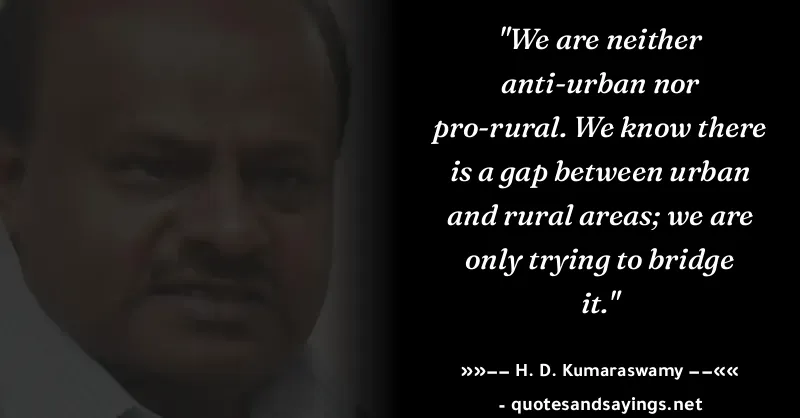 "We are neither
anti-urban nor
pro-rural. We know there
is a gap between urban
and rural areas; we are
only trying to bridge
it."
»»–– H. D. Kumaraswamy ––««
- quotesandsayings.net